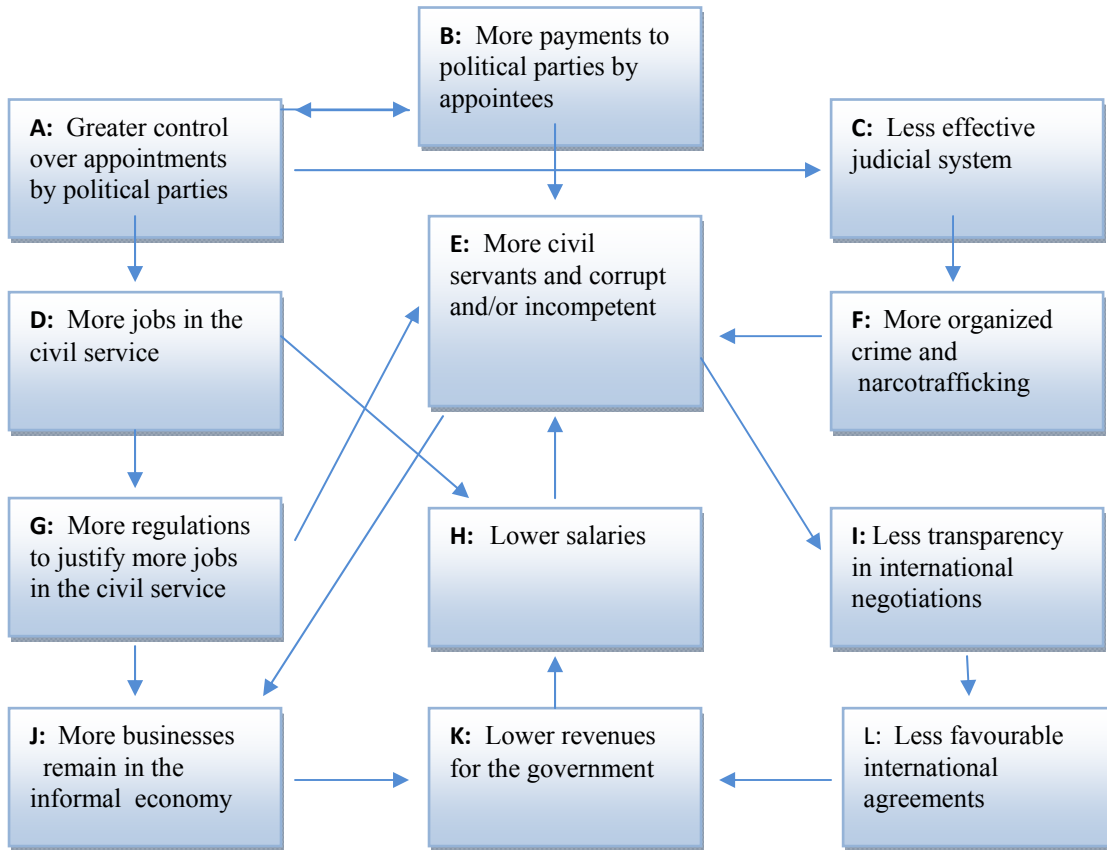 B: More payments to
political parties by
appointees
A: Greater control
over appointments
by political parties
C: Less effective
judicial system
E: More civil
servants and corrupt
and/or incompetent
D: More jobs in the
civil service
F: More organized
crime and
narcotrafficking
G: More regulations
to justify more jobs
in the civil service
H: Lower salaries
I: Less transparency
in international
negotiations
J: More businesses
remain in the
informal economy
K: Lower revenues
for the government
L: Less favourable
international
agreements